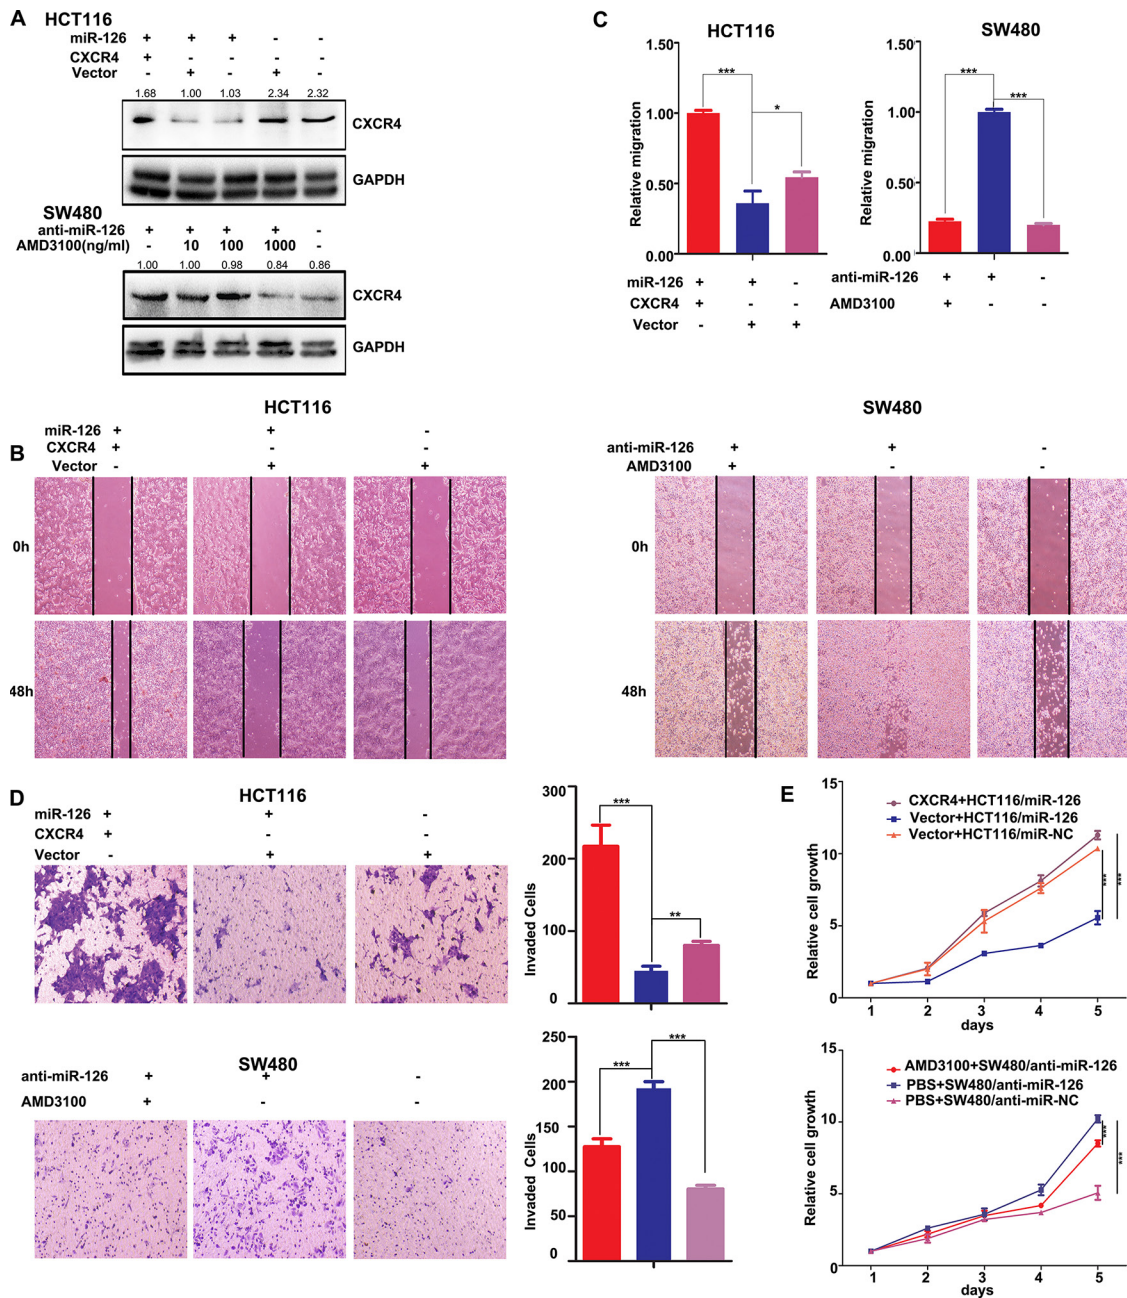 A
HCT116
miR-126 + + + - -
CXCR4 + - - - -
Vector - + - + -
1.68 1.00 1.03 2.34 2.32
CXCR4
GAPDH
SW480
anti-miR-126 + + + + -
AMD3100(ng/ml) - 10 100 1000 -
1.00 1.00 0.98 0.84 0.86
CXCR4
GAPDH
C
HCT116
Relative migration
1.50
1.00
0.50
0.00
***
*
miR-126 + + -
CXCR4 + - -
Vector - + +
SW480
Relative migration
1.50
1.00
0.50
0.00
***
***
anti-miR-126 + + -
AMD3100 + - -
B
HCT116
miR-126 + + -
CXCR4 + - -
Vector - + +
0h
48h
SW480
anti-miR-126 + + -
AMD3100 + - -
0h
48h
D
HCT116
miR-126 + + -
CXCR4 + - -
Vector - + +
Invaded Cells
300
200
100
0
***
**
SW480
anti-miR-126 + + -
AMD3100 + - -
Invaded Cells
250
200
150
100
50
0
***
***
E
Relative cell growth
15
10
5
0
CXCR4+HCT116/miR-126
Vector+HCT116/miR-126
Vector+HCT116/miR-NC
***
***
1 2 3 4 5
days
Relative cell growth
15
10
5
0
AMD3100+SW480/anti-miR-126
PBS+SW480/anti-miR-126
PBS+SW480/anti-miR-NC
***
***
1 2 3 4 5
days